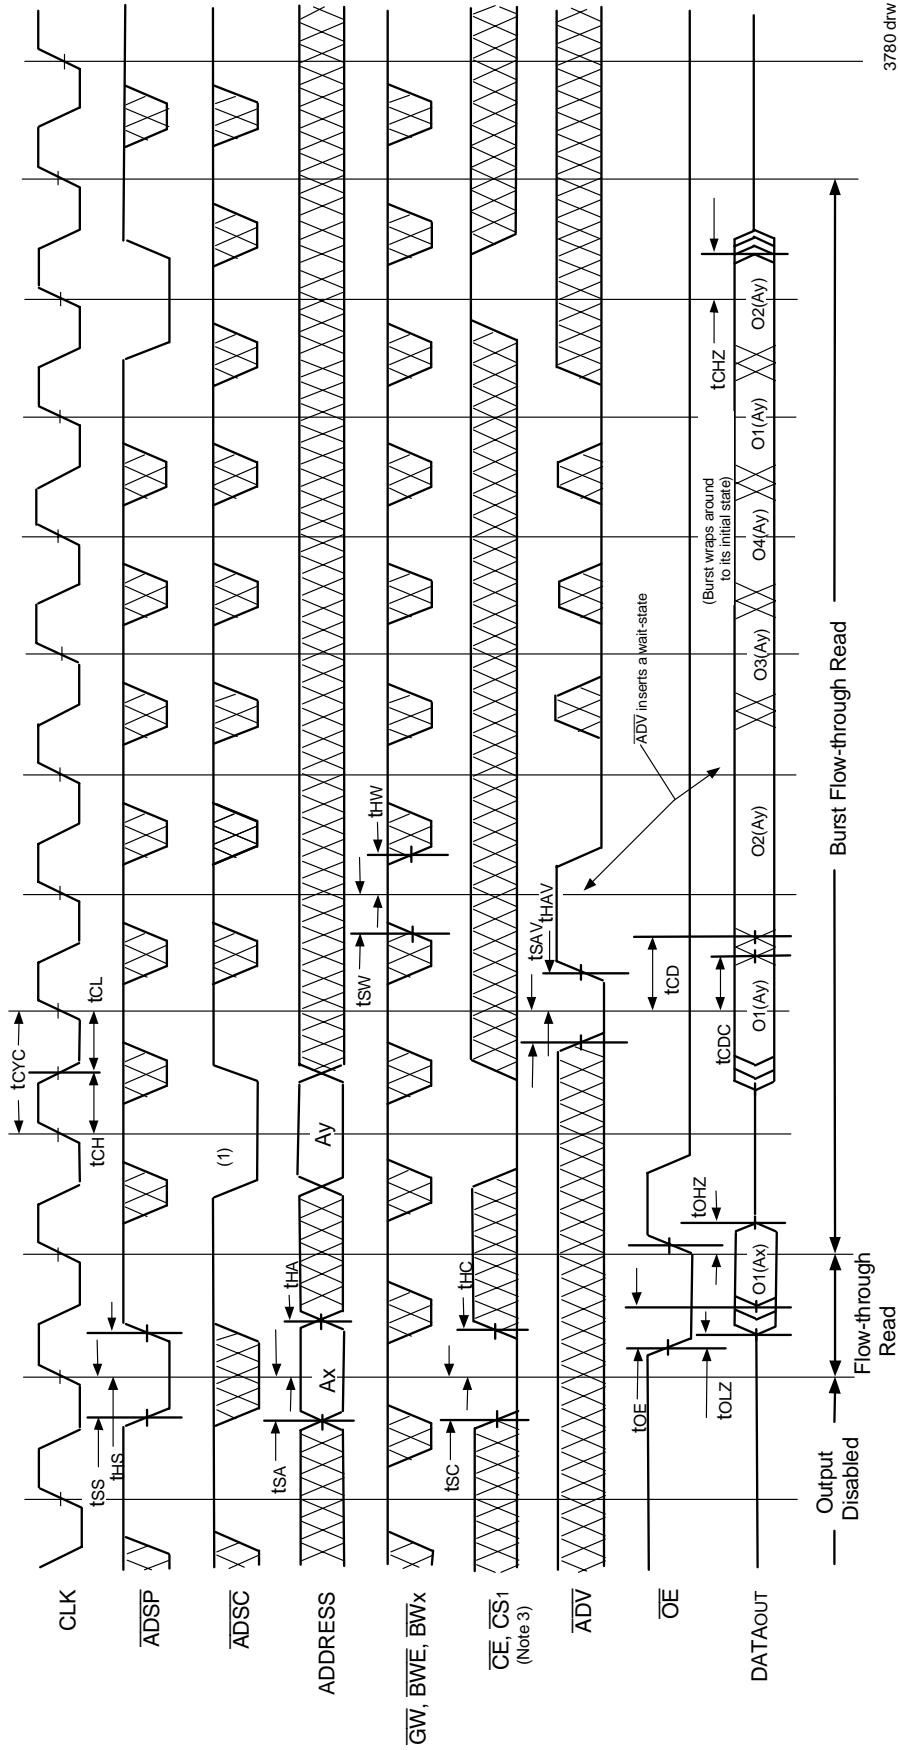 CLK
tCYC
tCH
tCL
tSS
tHS
ADSP
ADSC
(1)
ADDRESS
Ax
Ay
tSA
tHA
tSW
tHW
GW, BWE, BWx
CE, CS1
(Note 3)
tSC
tHC
ADV
tSAV
tHAV
ADV inserts a wait-state
OE
tOE
tOHZ
tCD
tOLZ
tCDC
tCHZ
(Burst wraps around
to its initial state)
DATAOUT
O1(Ax)
O1(Ay)
O2(Ay)
O3(Ay)
O4(Ay)
O1(Ay)
O2(Ay)
Output
Disabled
Flow-through
Read
Burst Flow-through Read
3780 drw